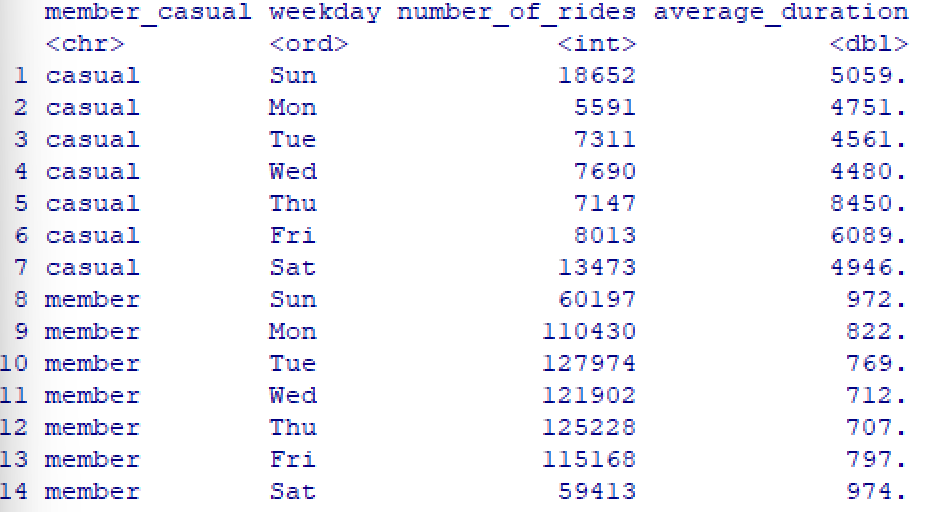 member_casual weekday number_of_rides average_duration
<chr> <ord> <int> <dbl>
1 casual Sun 18652 5059.
2 casual Mon 5591 4751.
3 casual Tue 7311 4561.
4 casual Wed 7690 4480.
5 casual Thu 7147 8450.
6 casual Fri 8013 6089.
7 casual Sat 13473 4946.
8 member Sun 60197 972.
9 member Mon 110430 822.
10 member Tue 127974 769.
11 member Wed 121902 712.
12 member Thu 125228 707.
13 member Fri 115168 797.
14 member Sat 59413 974.